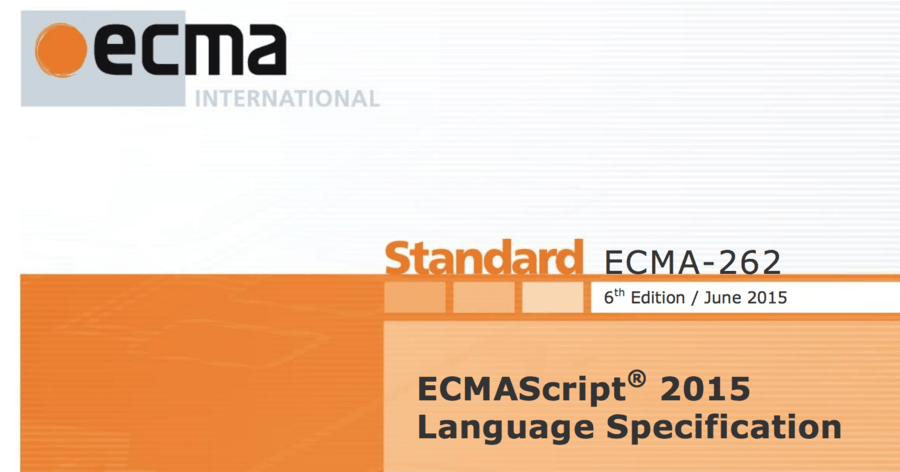 ecma
INTERNATIONAL
Standard ECMA-262
6th Edition / June 2015
ECMAScript® 2015
Language Specification